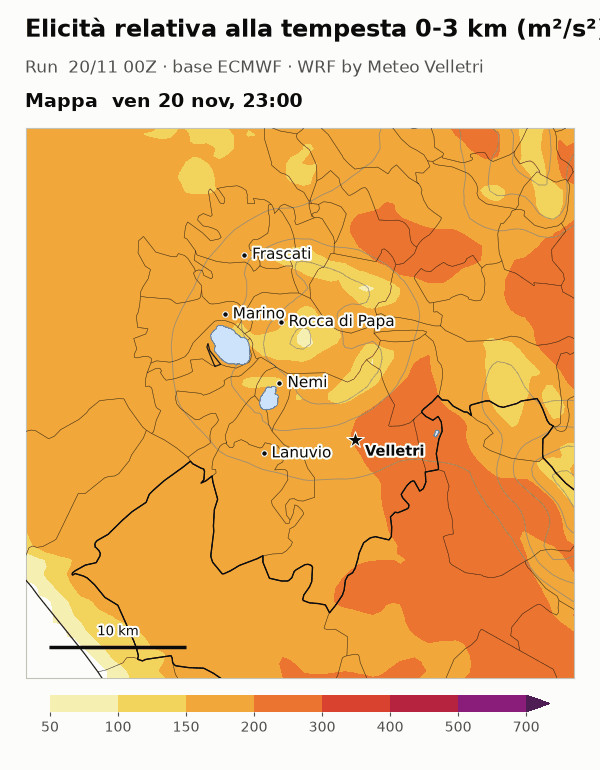 Elicità relativa alla tempesta 0-3 km (m²/s²)
Run  20/11 00Z · base ECMWF · WRF by Meteo Velletri
Mappa  ven 20 nov, 23:00
Frascati
Marino
Rocca di Papa
Nemi
Velletri
Lanuvio
10 km
50 100 150 200 300 400 500 700